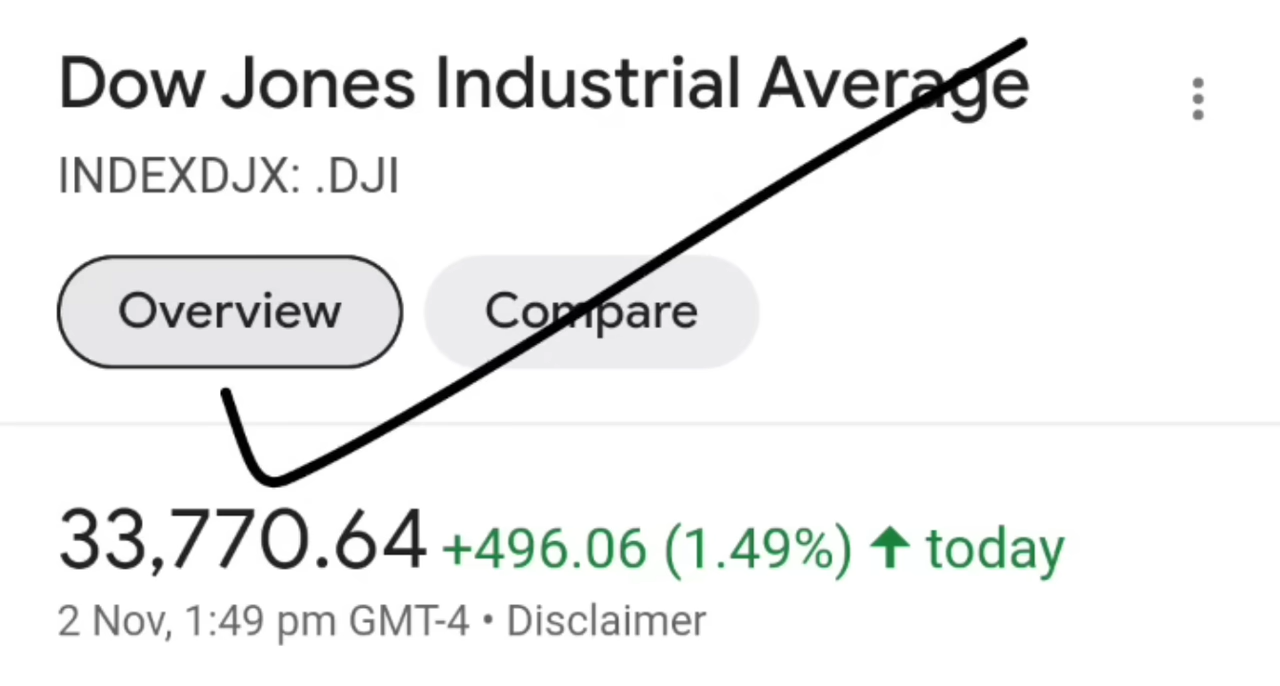 Dow Jones Industrial Average
INDEXDJX: .DJI
Overview Compare
33,770.64 +496.06 (1.49%) ↑ today
2 Nov, 1:49 pm GMT-4 • Disclaimer